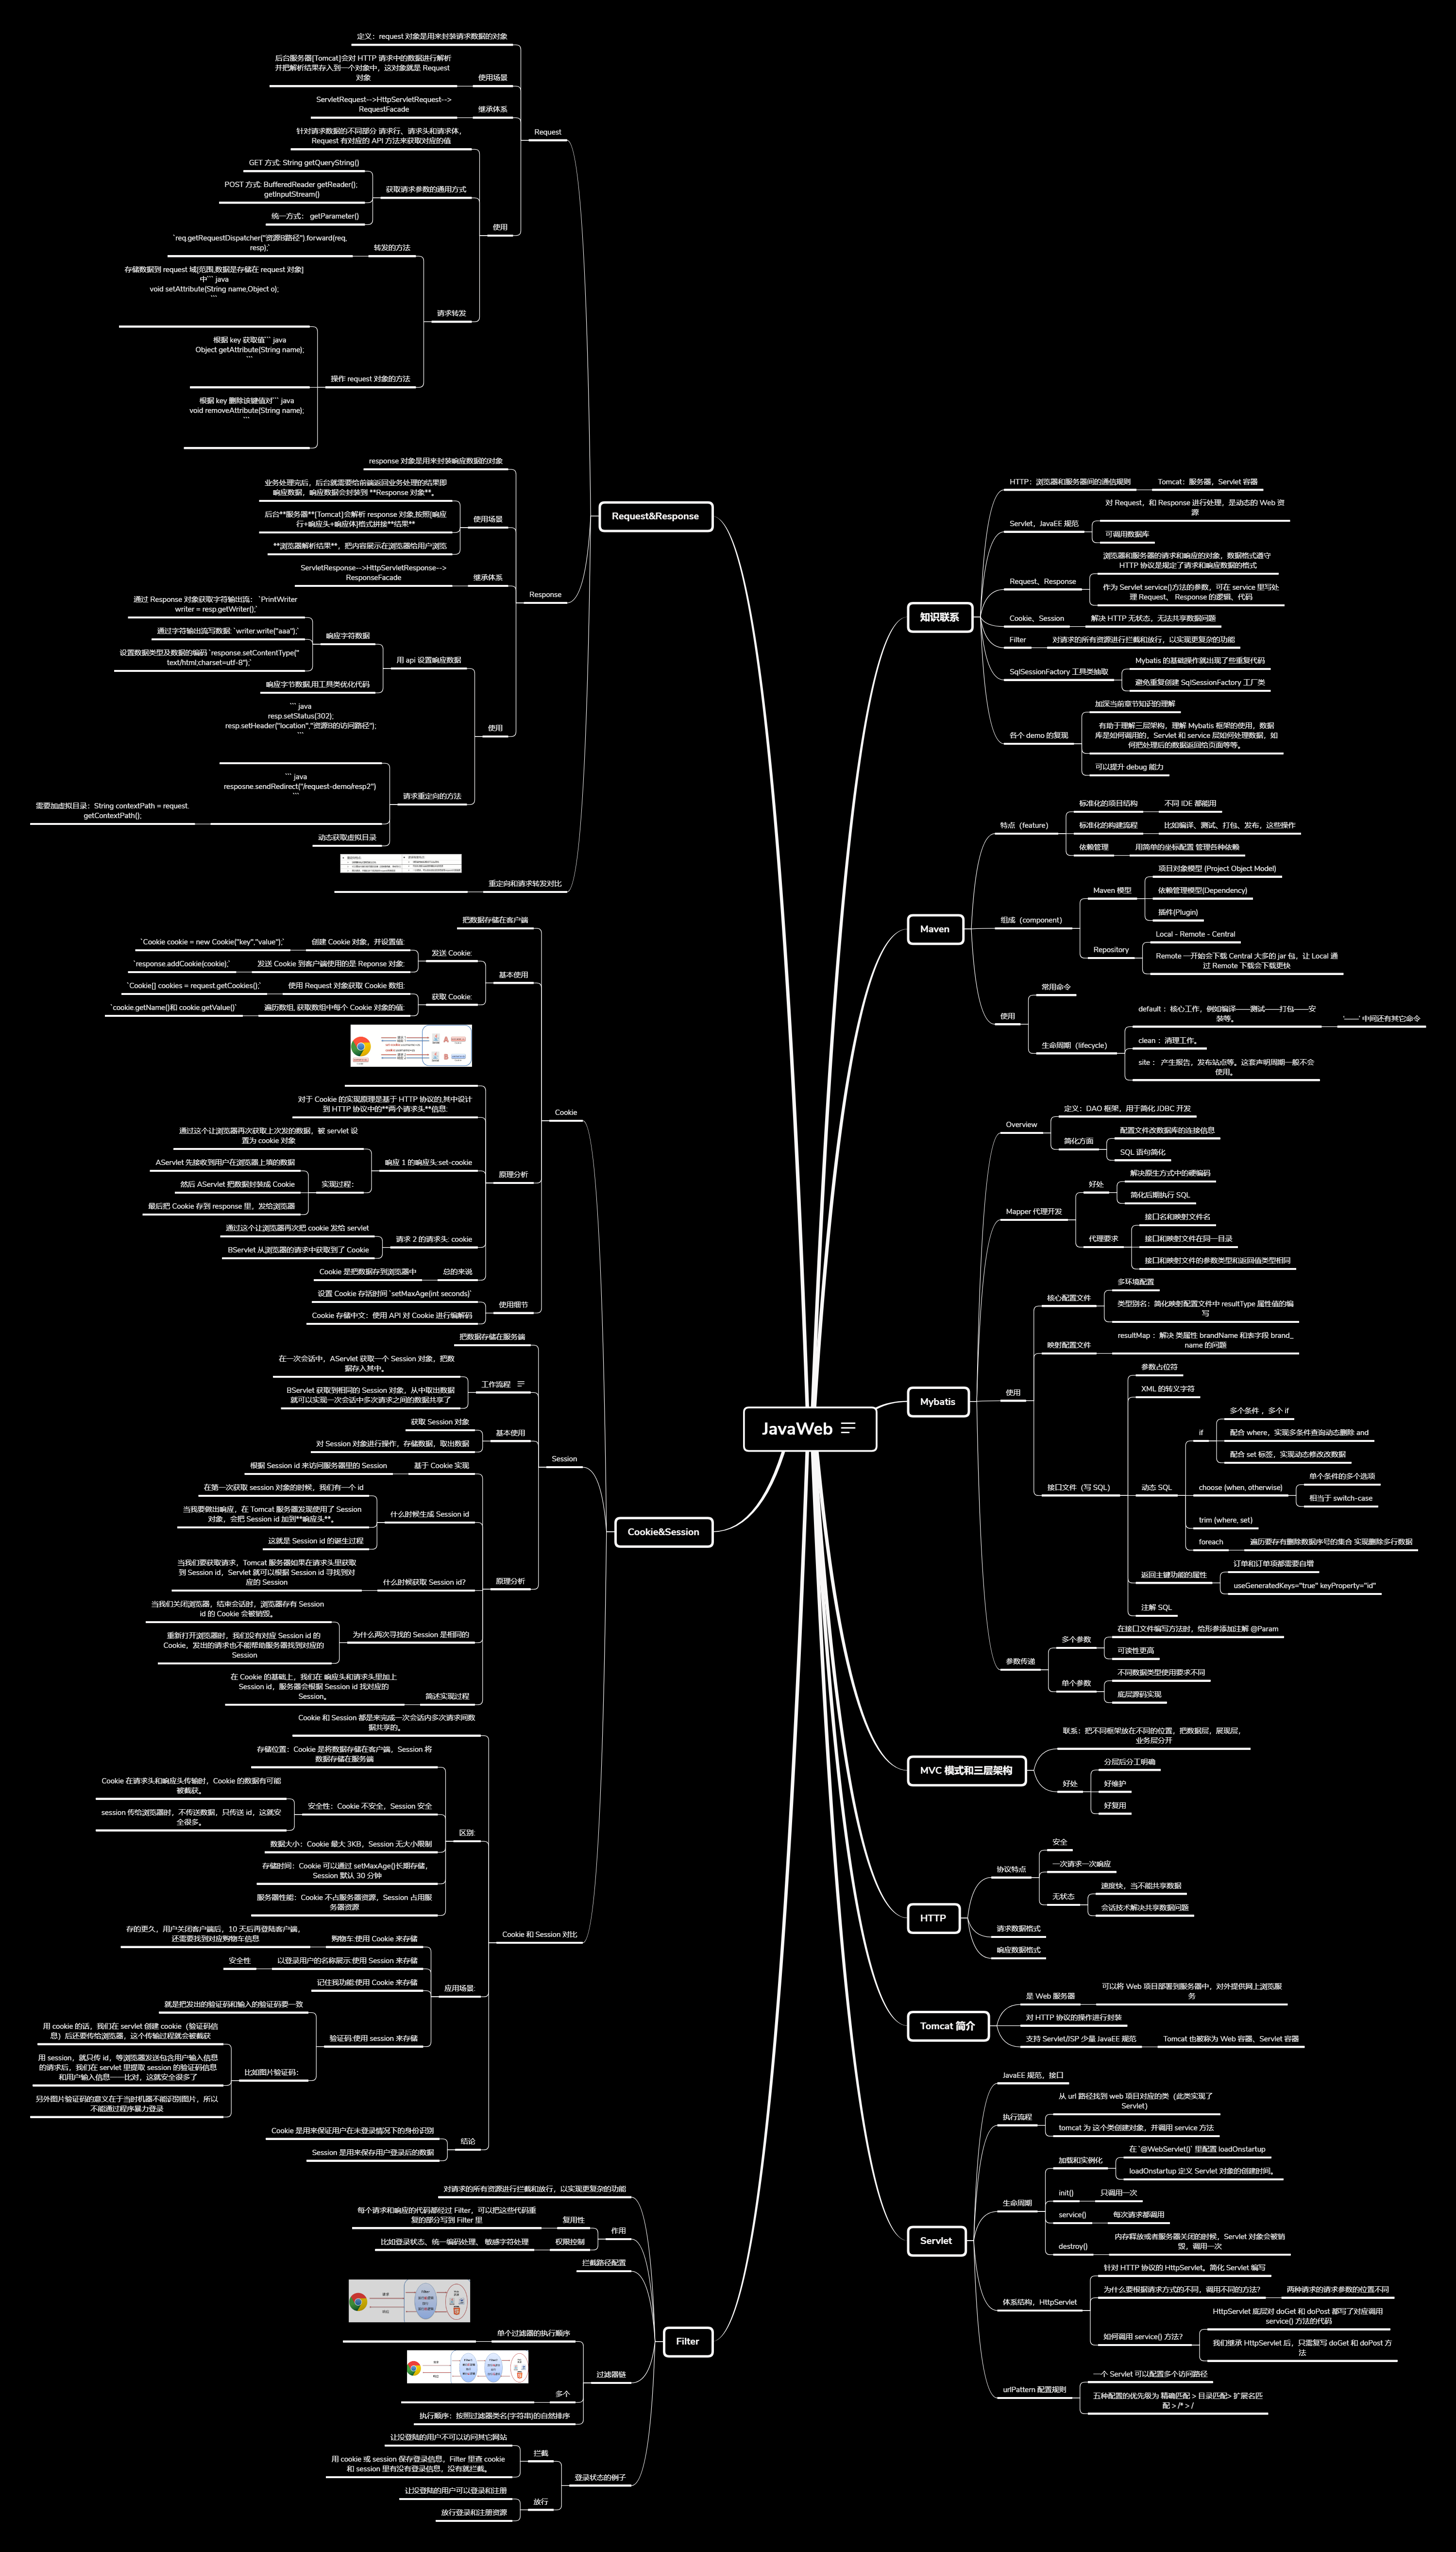 JavaWeb
知识联系
HTTP：浏览器和服务器间的通信规则
Tomcat：服务器，Servlet 容器
Servlet，JavaEE 规范
对 Request，和 Response 进行处理，是动态的 Web 资
源
可调用数据库
Request、Response
浏览器和服务器的请求和响应的对象，数据格式遵守
HTTP 协议是规定了请求和响应数据的格式
作为 Servlet service()方法的参数，可在 service 里写处
理 Request、 Response 的逻辑、代码
Cookie、Session
解决 HTTP 无状态，无法共享数据问题
Filter
对请求的所有资源进行拦截和放行，以实现更复杂的功能
SqlSessionFactory 工具类抽取
Mybatis 的基础操作就出现了些重复代码
避免重复创建 SqlSessionFactory 工厂类
各个 demo 的复现
加深当前章节知识的理解
有助于理解三层架构，理解 Mybatis 框架的使用，数据
库是如何调用的，Servlet 和 service 层如何处理数据，如
何把处理后的数据返回给页面等等。
可以提升 debug 能力
Maven
特点（feature）
标准化的项目结构
不同 IDE 都能用
标准化的构建流程
比如编译、测试、打包、发布，这些操作
依赖管理
用简单的坐标配置 管理各种依赖
组成（component）
Maven 模型
项目对象模型 (Project Object Model)
依赖管理模型(Dependency)
插件(Plugin)
Repository
Local - Remote - Central
Remote 一开始会下载 Central 大多的 jar 包，让 Local 通
过 Remote 下载会下载更快
使用
常用命令
生命周期（lifecycle）
default ：核心工作，例如编译——测试——打包——安
装等。
'——' 中间还有其它命令
clean ：清理工作。
site ： 产生报告，发布站点等。这套声明周期一般不会
使用。
Mybatis
Overview
定义：DAO 框架，用于简化 JDBC 开发
简化方面
配置文件改数据库的连接信息
SQL 语句简化
Mapper 代理开发
好处
解决原生方式中的硬编码
简化后期执行 SQL
代理要求
接口名和映射文件名
接口和映射文件在同一目录
接口和映射文件的参数类型和返回值类型相同
使用
核心配置文件
多环境配置
类型别名：简化映射配置文件中 resultType 属性值的编
写
映射配置文件
resultMap ：解决 类属性 brandName 和表字段 brand_
name 的问题
接口文件（写 SQL）
参数占位符
XML 的转义字符
动态 SQL
if
多个条件 ，多个 if
配合 where，实现多条件查询动态删除 and
配合 set 标签，实现动态修改改数据
choose (when, otherwise)
单个条件的多个选项
相当于 switch-case
trim (where, set)
foreach
遍历要存有删除数据序号的集合 实现删除多行数据
返回主键功能的属性
订单和订单项都需要自增
useGeneratedKeys="true" keyProperty="id"
注解 SQL
参数传递
多个参数
在接口文件编写方法时，给形参添加注解 @Param
可读性更高
单个参数
不同数据类型使用要求不同
底层源码实现
MVC 模式和三层架构
联系：把不同框架放在不同的位置，把数据层，展现层，
业务层分开
好处
分层后分工明确
好维护
好复用
HTTP
协议特点
安全
一次请求一次响应
无状态
速度快，当不能共享数据
会话技术解决共享数据问题
请求数据格式
响应数据格式
Tomcat 简介
是 Web 服务器
可以将 Web 项目部署到服务器中，对外提供网上浏览服
务
对 HTTP 协议的操作进行封装
支持 Servlet/JSP 少量 JavaEE 规范
Tomcat 也被称为 Web 容器、Servlet 容器
Servlet
JavaEE 规范，接口
执行流程
从 url 路径找到 web 项目对应的类（此类实现了
Servlet）
tomcat 为 这个类创建对象，并调用 service 方法
生命周期
加载和实例化
在 `@WebServlet()` 里配置 loadOnstartup
loadOnstartup 定义 Servlet 对象的创建时间。
init()
只调用一次
service()
每次请求都调用
destroy()
内存释放或者服务器关闭的时候，Servlet 对象会被销
毁，调用一次
体系结构，HttpServlet
针对 HTTP 协议的 HttpServlet。简化 Servlet 编写
为什么要根据请求方式的不同，调用不同的方法？
两种请求的请求参数的位置不同
如何调用 service() 方法？
HttpServlet 底层对 doGet 和 doPost 都写了对应调用
service() 方法的代码
我们继承 HttpServlet 后，只需复写 doGet 和 doPost 方
法
urlPattern 配置规则
一个 Servlet 可以配置多个访问路径
五种配置的优先级为 精确匹配 > 目录匹配> 扩展名匹
配 > /* > /
Request&Response
Request
定义：request 对象是用来封装请求数据的对象
使用场景
后台服务器[Tomcat]会对 HTTP 请求中的数据进行解析
并把解析结果存入到一个对象中，这对象就是 Request
对象
继承体系
ServletRequest-->HttpServletRequest-->
RequestFacade
使用
针对请求数据的不同部分 请求行、请求头和请求体，
Request 有对应的 API 方法来获取对应的值
获取请求参数的通用方式
GET 方式: String getQueryString()
POST 方式: BufferedReader getReader();
getInputStream()
统一方式： getParameter()
请求转发
转发的方法
`req.getRequestDispatcher("资源B路径").forward(req,
resp);`
操作 request 对象的方法
存储数据到 request 域[范围,数据是存储在 request 对象]
中``` java
void setAttribute(String name,Object o);
```
根据 key 获取值``` java
Object getAttribute(String name);
```
根据 key 删除该键值对``` java
void removeAttribute(String name);
```
Response
response 对象是用来封装响应数据的对象
使用场景
业务处理完后，后台就需要给前端返回业务处理的结果即
响应数据，响应数据会封装到 **Response 对象**。
后台**服务器**[Tomcat]会解析 response 对象,按照[响应
行+响应头+响应体]格式拼接**结果**
**浏览器解析结果**，把内容展示在浏览器给用户浏览
继承体系
ServletResponse-->HttpServletResponse-->
ResponseFacade
使用
用 api 设置响应数据
响应字符数据
通过 Response 对象获取字符输出流： `PrintWriter
writer = resp.getWriter();`
通过字符输出流写数据: `writer.write("aaa");`
设置数据类型及数据的编码 `response.setContentType("
text/html;charset=utf-8");`
响应字节数据,用工具类优化代码
请求重定向的方法
``` java
resp.setStatus(302);
resp.setHeader("location","资源B的访问路径");
```
``` java
resposne.sendRedirect("/request-demo/resp2")
```
需要加虚拟目录：String contextPath = request.
getContextPath();
动态获取虚拟目录
重定向和请求转发对比
Cookie&Session
Cookie
把数据存储在客户端
基本使用
发送 Cookie:
创建 Cookie 对象，并设置值:
`Cookie cookie = new Cookie("key","value");`
发送 Cookie 到客户端使用的是 Reponse 对象:
`response.addCookie(cookie);`
获取 Cookie:
使用 Request 对象获取 Cookie 数组:
`Cookie[] cookies = request.getCookies();`
遍历数组, 获取数组中每个 Cookie 对象的值:
`cookie.getName()和 cookie.getValue()`
原理分析
对于 Cookie 的实现原理是基于 HTTP 协议的,其中设计
到 HTTP 协议中的**两个请求头**信息:
响应 1 的响应头:set-cookie
通过这个让浏览器再次获取上次发的数据，被 servlet 设
置为 cookie 对象
实现过程：
AServlet 先接收到用户在浏览器上填的数据
然后 AServlet 把数据封装成 Cookie
最后把 Cookie 存到 response 里，发给浏览器
请求 2 的请求头: cookie
通过这个让浏览器再次把 cookie 发给 servlet
BServlet 从浏览器的请求中获取到了 Cookie
总的来说
Cookie 是把数据存到浏览器中
使用细节
设置 Cookie 存活时间 `setMaxAge(int seconds)`
Cookie 存储中文：使用 API 对 Cookie 进行编解码
Session
把数据存储在服务端
工作流程
在一次会话中，AServlet 获取一个 Session 对象，把数
据存入其中。
BServlet 获取到相同的 Session 对象，从中取出数据
就可以实现一次会话中多次请求之间的数据共享了
基本使用
获取 Session 对象
对 Session 对象进行操作，存储数据，取出数据
原理分析
基于 Cookie 实现
根据 Session id 来访问服务器里的 Session
什么时候生成 Session id
在第一次获取 session 对象的时候，我们有一个 id
当我要做出响应，在 Tomcat 服务器发现使用了 Session
对象，会把 Session id 加到**响应头**。
这就是 Session id 的诞生过程
什么时候获取 Session id？
当我们要获取请求，Tomcat 服务器如果在请求头里获取
到 Session id，Servlet 就可以根据 Session id 寻找到对
应的 Session
为什么两次寻找的 Session 是相同的
当我们关闭浏览器，结束会话时，浏览器存有 Session
id 的 Cookie 会被销毁。
重新打开浏览器时，我们没有对应 Session id 的
Cookie，发出的请求也不能帮助服务器找到对应的
Session
简述实现过程
在 Cookie 的基础上，我们在 响应头和请求头里加上
Session id，服务器会根据 Session id 找对应的
Session。
Cookie 和 Session 对比
Cookie 和 Session 都是来完成一次会话内多次请求间数
据共享的。
区别:
存储位置：Cookie 是将数据存储在客户端，Session 将
数据存储在服务端
安全性：Cookie 不安全，Session 安全
Cookie 在请求头和响应头传输时，Cookie 的数据有可能
被截获。
session 传给浏览器时，不传送数据，只传送 id，这就安
全很多。
数据大小：Cookie 最大 3KB，Session 无大小限制
存储时间：Cookie 可以通过 setMaxAge()长期存储，
Session 默认 30 分钟
服务器性能：Cookie 不占服务器资源，Session 占用服
务器资源
应用场景:
购物车:使用 Cookie 来存储
存的更久，用户关闭客户端后，10 天后再登陆客户端，
还需要找到对应购物车信息
以登录用户的名称展示:使用 Session 来存储
安全性
记住我功能:使用 Cookie 来存储
验证码:使用 session 来存储
就是把发出的验证码和输入的验证码要一致
比如图片验证码：
用 cookie 的话，我们在 servlet 创建 cookie（验证码信
息）后还要传给浏览器，这个传输过程就会被截获
用 session，就只传 id，等浏览器发送包含用户输入信息
的请求后，我们在 servlet 里提取 session 的验证码信息
和用户输入信息——比对，这就安全很多了
另外图片验证码的意义在于当时机器不能识别图片，所以
不能通过程序暴力登录
结论
Cookie 是用来保证用户在未登录情况下的身份识别
Session 是用来保存用户登录后的数据
Filter
对请求的所有资源进行拦截和放行，以实现更复杂的功能
作用
复用性
每个请求和响应的代码都经过 Filter，可以把这些代码重
复的部分写到 Filter 里
权限控制
比如登录状态、统一编码处理、 敏感字符处理
拦截路径配置
过滤器链
单个过滤器的执行顺序
多个
执行顺序：按照过滤器类名(字符串)的自然排序
登录状态的例子
拦截
让没登陆的用户不可以访问其它网站
用 cookie 或 session 保存登录信息，Filter 里查 cookie
和 session 里有没有登录信息，没有就拦截。
放行
让没登陆的用户可以登录和注册
放行登录和注册资源